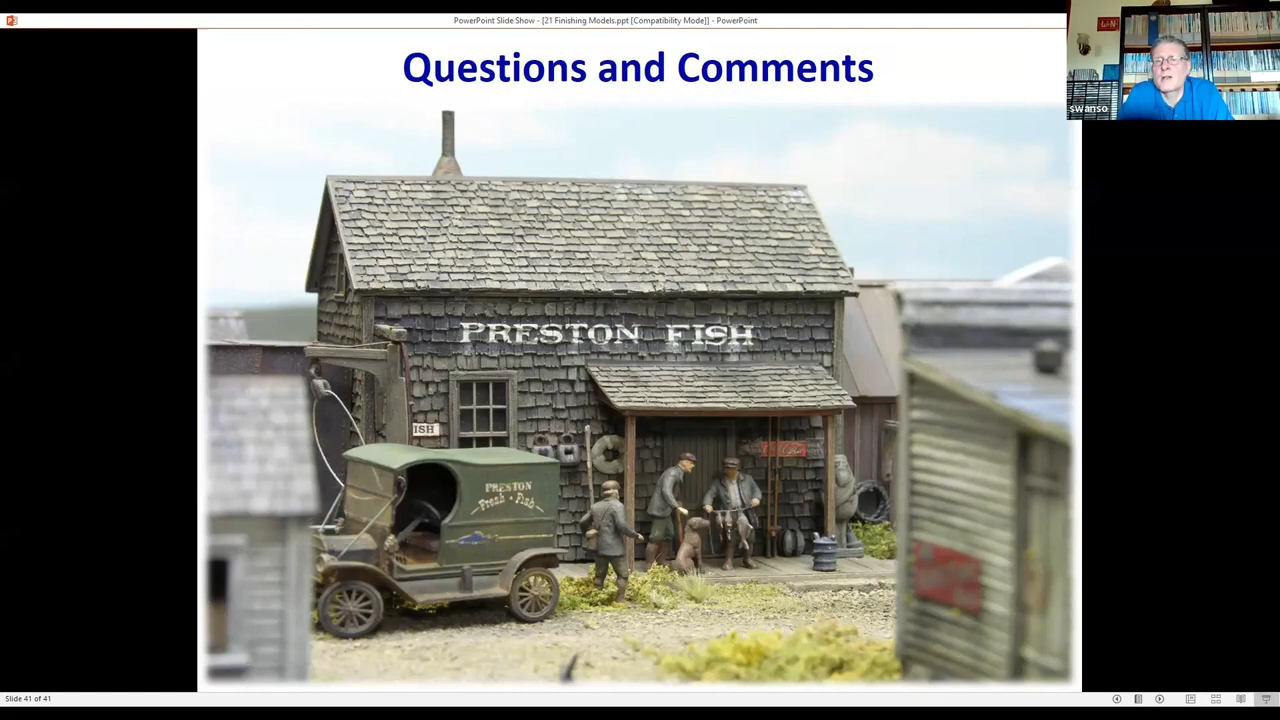 PowerPoint Slide Show - [21 Finishing Models.ppt [Compatibility Mode]] - PowerPoint
L&N
swanso
Questions and Comments
PRESTON FISH
ISH
PRESTON
Fresh • Fish
Slide 41 of 41